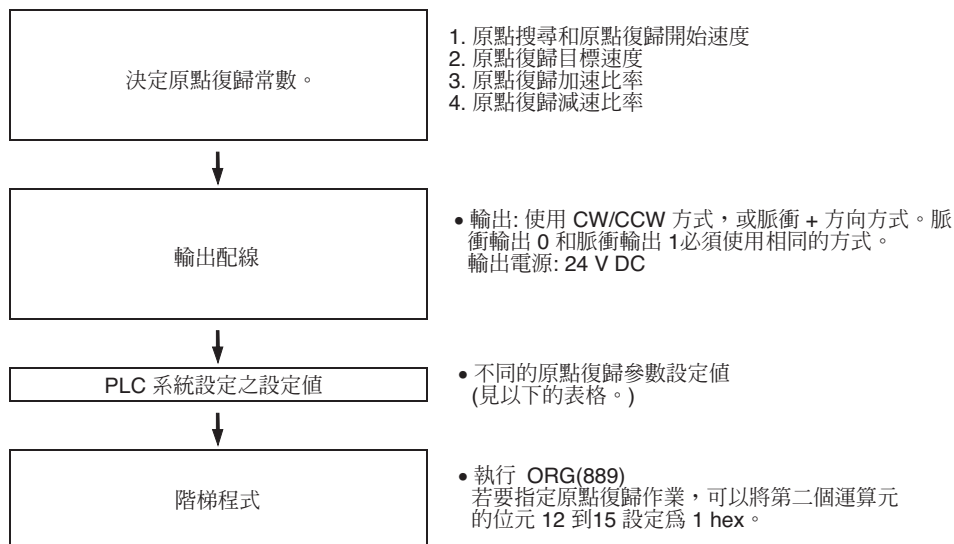 決定原點復歸常數。
1. 原點搜尋和原點復歸開始速度
2. 原點復歸目標速度
3. 原點復歸加速比率
4. 原點復歸減速比率
輸出配線
• 輸出: 使用 CW/CCW 方式，或脈衝 + 方向方式。脈
衝輸出 0 和脈衝輸出 1必須使用相同的方式。
輸出電源: 24 V DC
PLC 系統設定之設定值
• 不同的原點復歸參數設定值
(見以下的表格。)
階梯程式
• 執行 ORG(889)
若要指定原點復歸作業，可以將第二個運算元
的位元 12 到15 設定爲 1 hex。